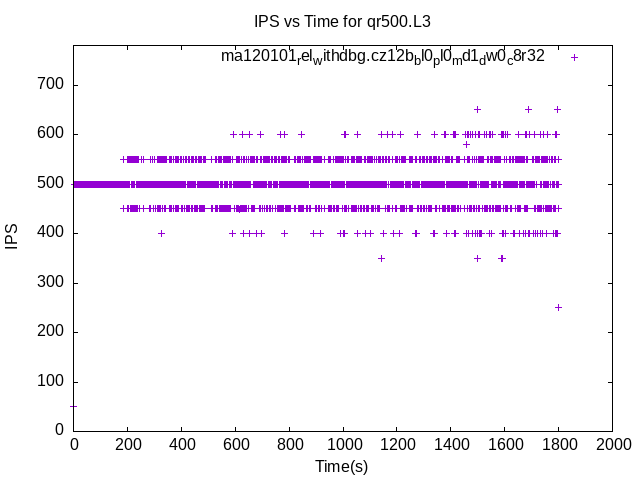 IPS vs Time for qr500.L3
ma120101_rel_withdbg.cz12b_bl0_pl0_md1_dw0_c8r32
700
600
500
400
300
200
100
0
IPS
0 200 400 600 800 1000 1200 1400 1600 1800 2000
Time(s)